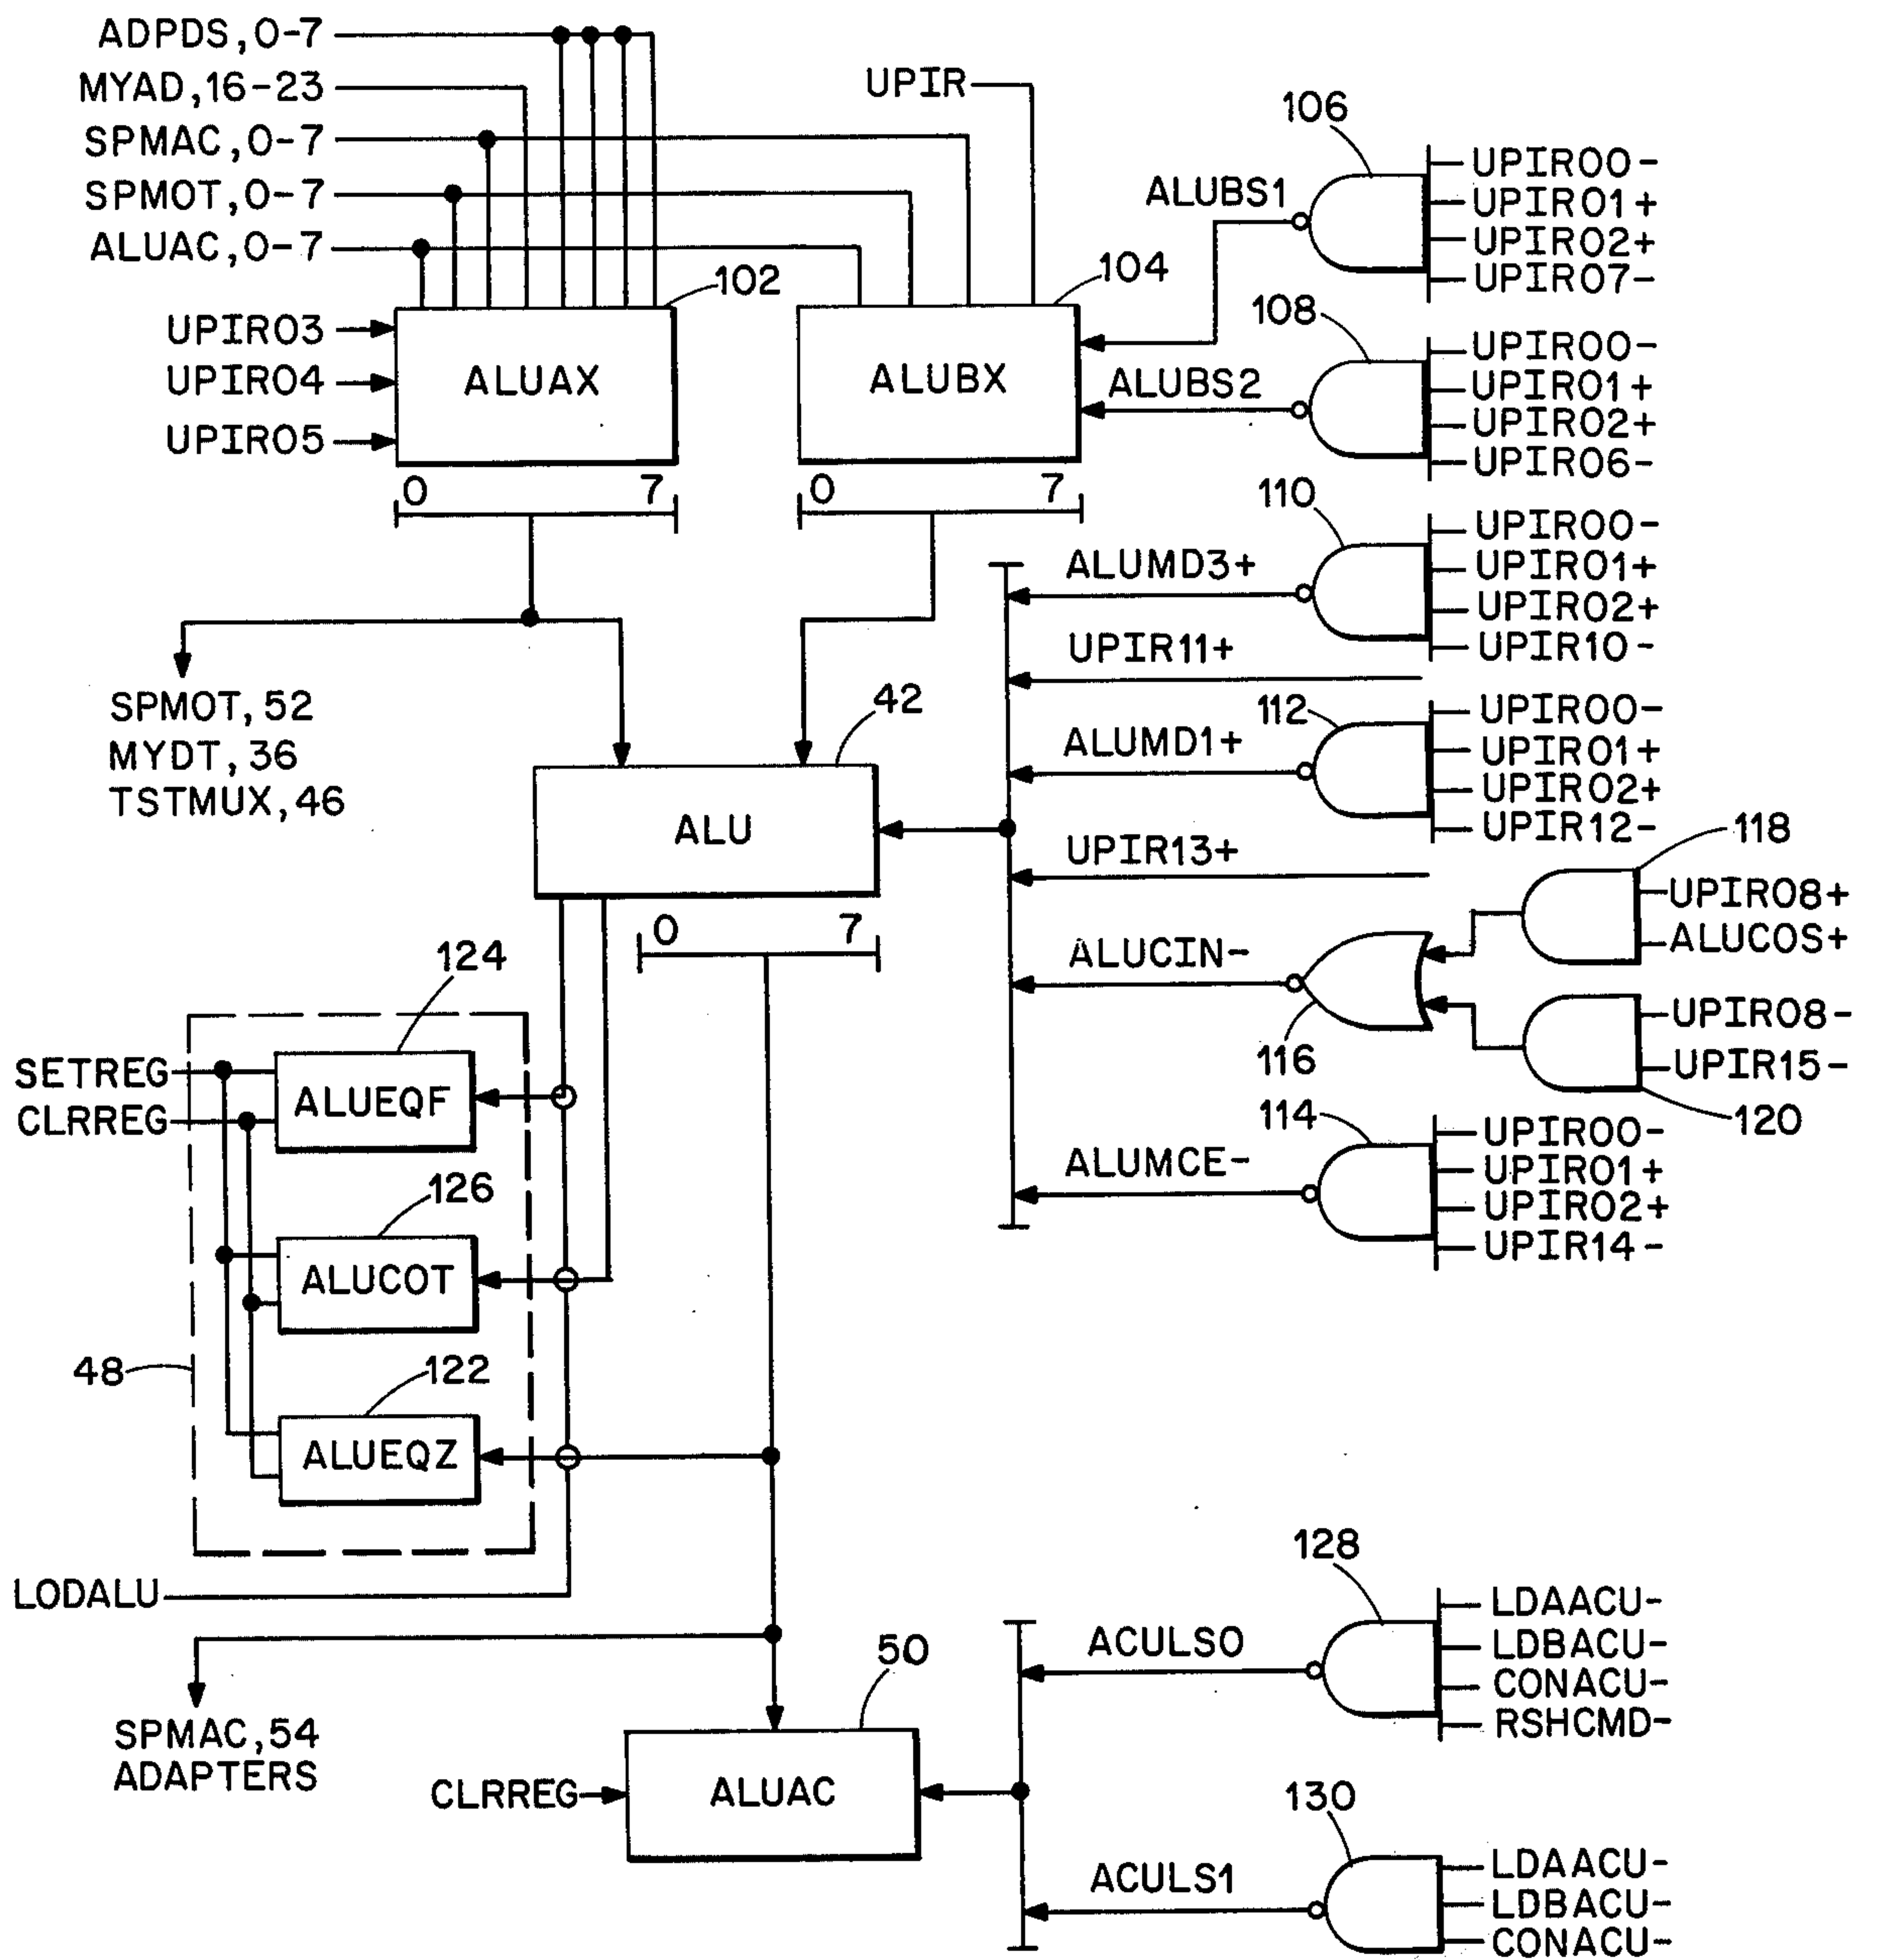 ADPDS,0-7
MYAD,16-23
SPMAC,0-7
SPMOT,0-7
ALUAC,0-7
UPIR
102
104
UPIR03
UPIR04
UPIR05
ALUAX
ALUBX
0 7
0 7
106
ALUBS1
UPIR00-
UPIR01+
UPIR02+
UPIR07-
108
ALUBS2
UPIR00-
UPIR01+
UPIR02+
UPIR06-
110
ALUMD3+
UPIR00-
UPIR01+
UPIR02+
UPIR10-
UPIR11+
112
ALUMD1+
UPIR00-
UPIR01+
UPIR02+
UPIR12-
UPIR13+
118
UPIR08+
ALUCOS+
ALUCIN-
116
UPIR08-
UPIR15-
120
114
ALUMCE-
UPIR00-
UPIR01+
UPIR02+
UPIR14-
SPMOT,52
MYDT,36
TSTMUX,46
42
ALU
0 7
124
SETREG
CLRREG
ALUEQF
126
ALUCOT
48
122
ALUEQZ
LODALU
SPMAC,54
ADAPTERS
50
CLRREG
ALUAC
128
ACULS0
LDAACU-
LDBACU-
CONACU-
RSHCMD-
130
ACULS1
LDAACU-
LDBACU-
CONACU-